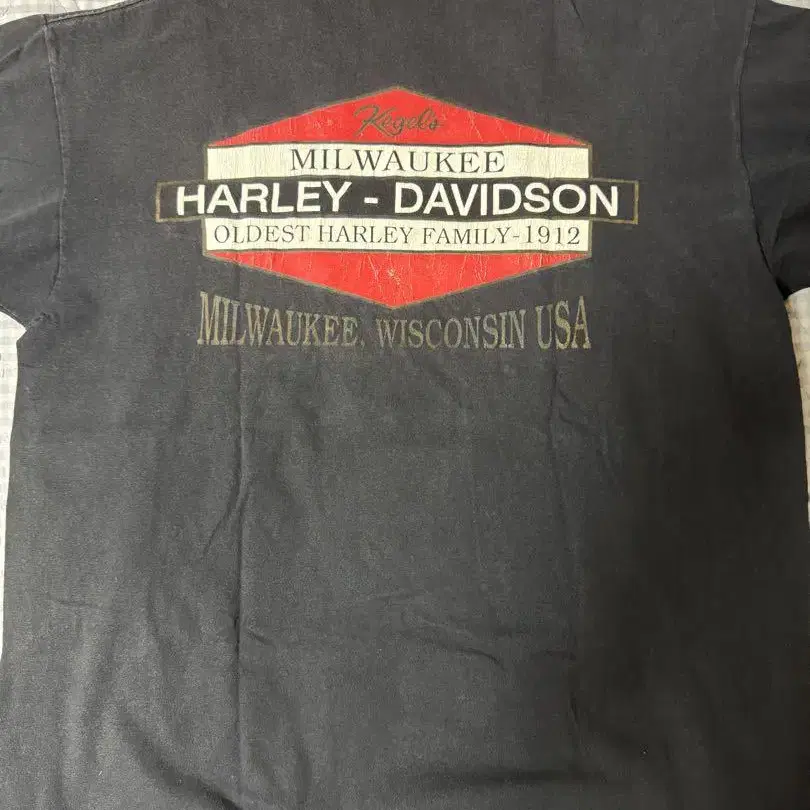 Kegel's
MILWAUKEE
HARLEY - DAVIDSON
OLDEST HARLEY FAMILY-1912
MILWAUKEE, WISCONSIN USA